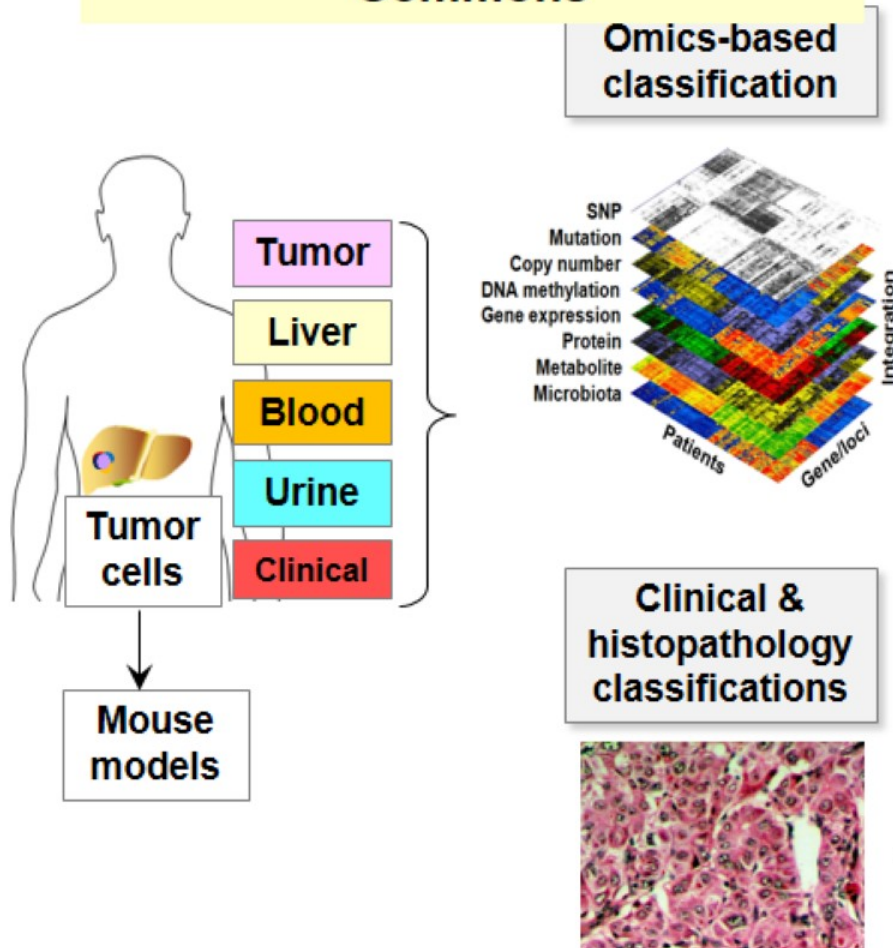 Omics-based
classification
SNP
Mutation
Copy number
DNA methylation
Gene expression
Protein
Metabolite
Microbiota
Integration
Patients
Gene/loci
Tumor
Liver
Blood
Urine
Clinical
Tumor
cells
Mouse
models
Clinical &
histopathology
classifications